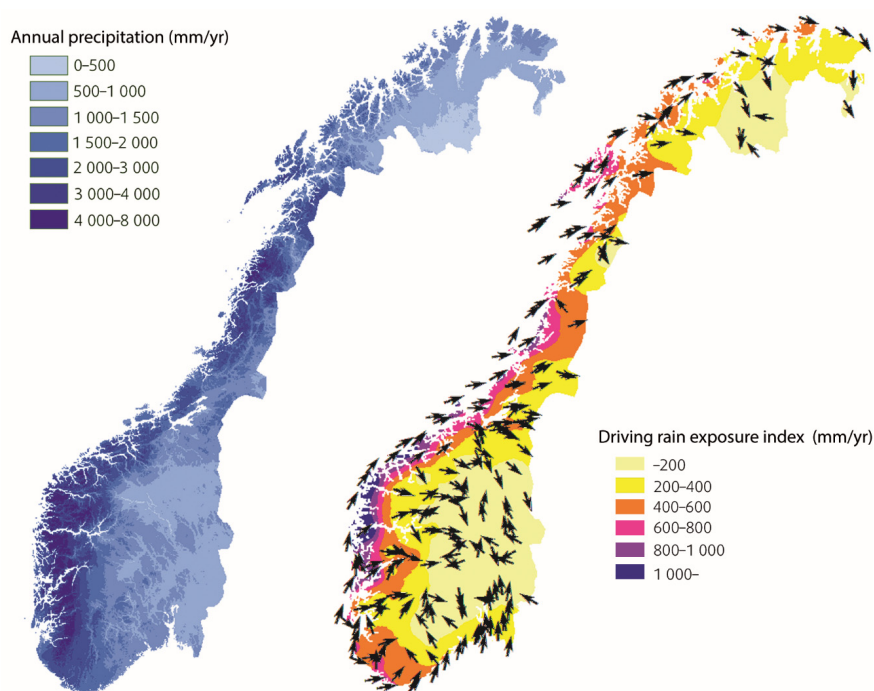 Annual precipitation (mm/yr)
0–500
500–1 000
1 000–1 500
1 500–2 000
2 000–3 000
3 000–4 000
4 000–8 000
Driving rain exposure index (mm/yr)
–200
200–400
400–600
600–800
800–1 000
1 000–